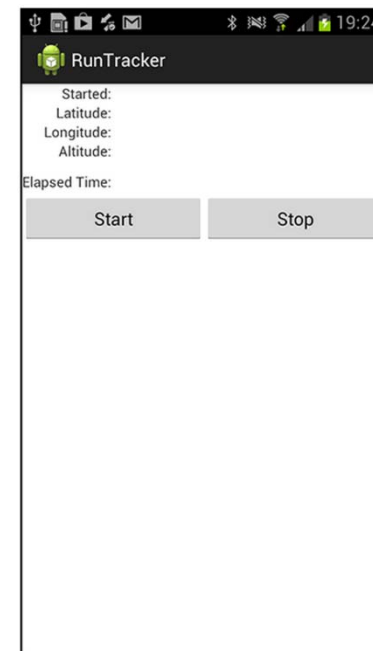 19:24
RunTracker
Started:
Latitude:
Longitude:
Altitude:
Elapsed Time:
Start Stop